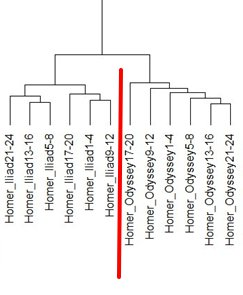 Homer_Iliad21-24
Homer_Iliad13-16
Homer_Iliad5-8
Homer_Iliad17-20
Homer_Iliad1-4
Homer_Iliad9-12
Homer_Odyssey17-20
Homer_Odyssey9-12
Homer_Odyssey1-4
Homer_Odyssey5-8
Homer_Odyssey13-16
Homer_Odyssey21-24